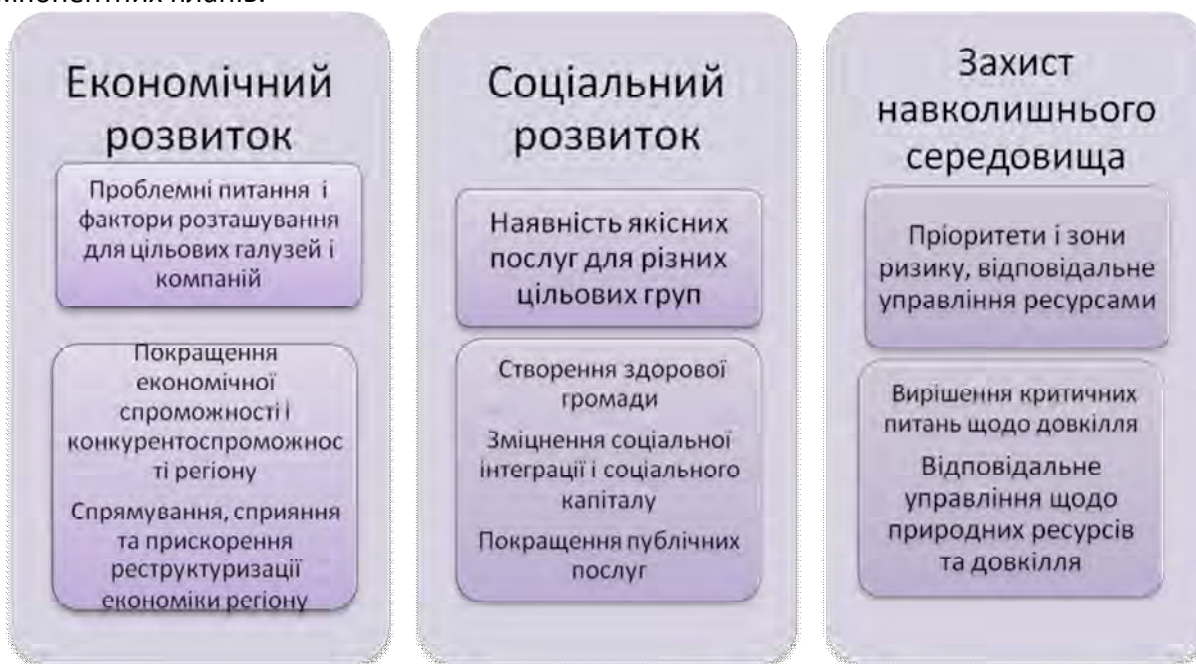 планів.
Економічний
розвиток
Проблемні питання і
фактори розташування
для цільових галузей і
компаній
Покращення
економічної
спроможності і
конкурентоспроможнос
ті регіону
Спрямування, сприяння
та прискорення
реструктуризації
економіки регіону
Соціальний
розвиток
Наявність якісних
послуг для різних
цільових груп
Створення здорової
громади
Зміцнення соціальної
інтеграції і соціального
капіталу
Покращення публічних
послуг
Захист
навколишнього
середовища
Пріоритети і зони
ризику, відповідальне
управління ресурсами
Вирішення критичних
питань щодо довкілля
Відповідальне
управління щодо
природних ресурсів
та довкілля